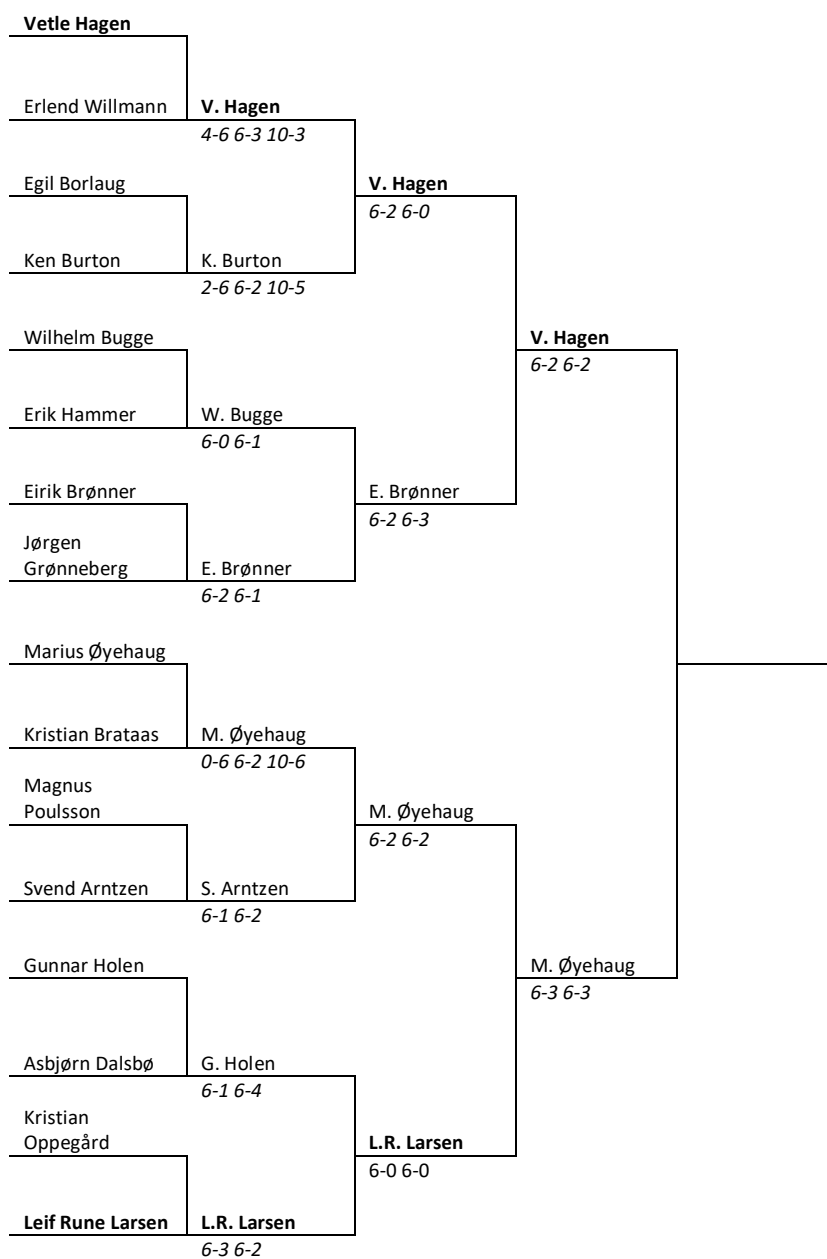 Vetle Hagen
Erlend Willmann
V. Hagen
4-6 6-3 10-3
Egil Borlaug
V. Hagen
6-2 6-0
Ken Burton
K. Burton
2-6 6-2 10-5
Wilhelm Bugge
V. Hagen
6-2 6-2
Erik Hammer
W. Bugge
6-0 6-1
Eirik Brønner
E. Brønner
6-2 6-3
Jørgen
Grønneberg
E. Brønner
6-2 6-1
Marius Øyehaug
Kristian Brataas
M. Øyehaug
0-6 6-2 10-6
Magnus
Poulsson
M. Øyehaug
6-2 6-2
Svend Arntzen
S. Arntzen
6-1 6-2
Gunnar Holen
M. Øyehaug
6-3 6-3
Asbjørn Dalsbø
G. Holen
6-1 6-4
Kristian
Oppegård
L.R. Larsen
6-0 6-0
Leif Rune Larsen
L.R. Larsen
6-3 6-2